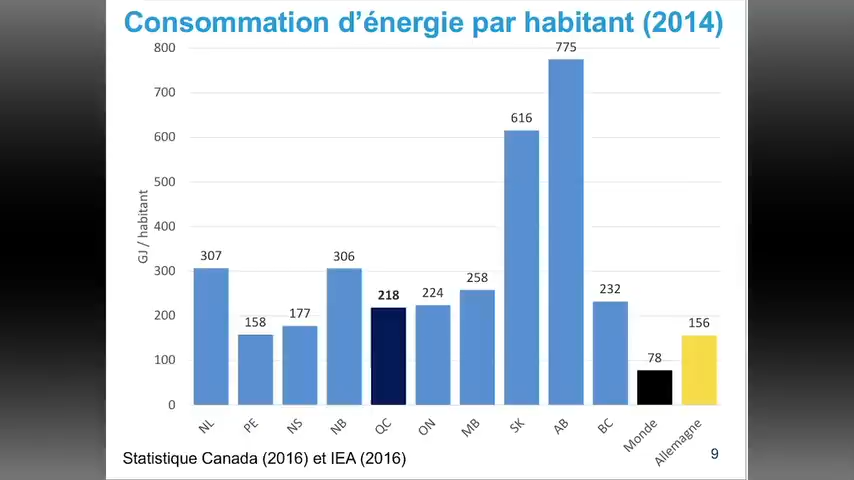 Consommation d’énergie par habitant (2014)
800
700
600
500
400
300
200
100
0
GJ / habitant
307
158
177
306
218
224
258
616
775
232
78
156
NL
PE
NS
NB
QC
ON
MB
SK
AB
BC
Monde
Allemagne
Statistique Canada (2016) et IEA (2016)
9